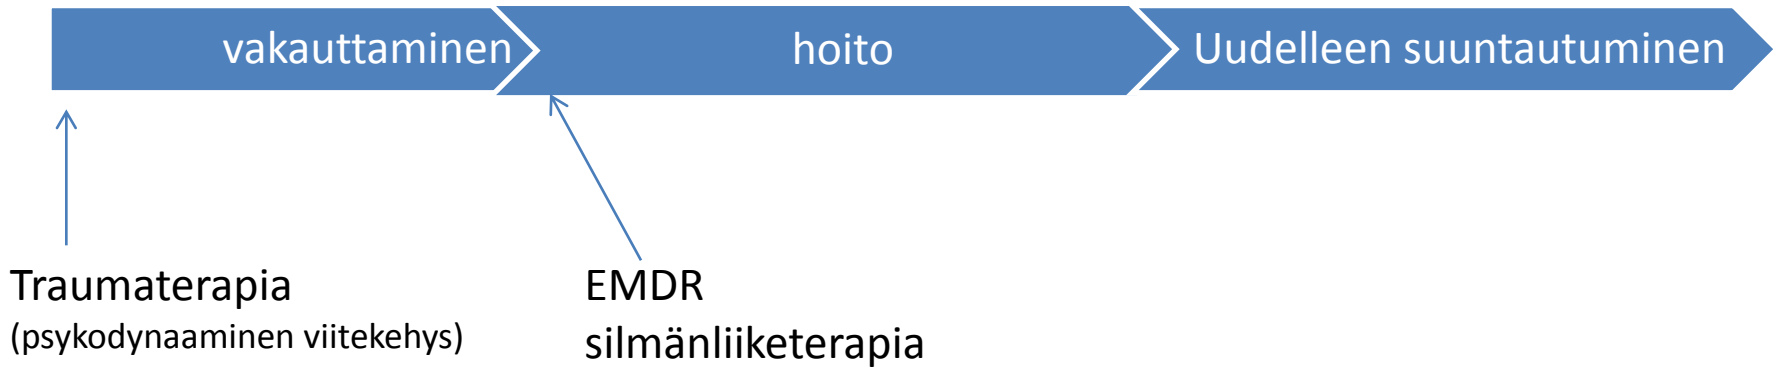 vakauttaminen
hoito
Uudelleen suuntautuminen
Traumaterapia
(psykodynaaminen viitekehys)
EMDR
silmänliiketerapia